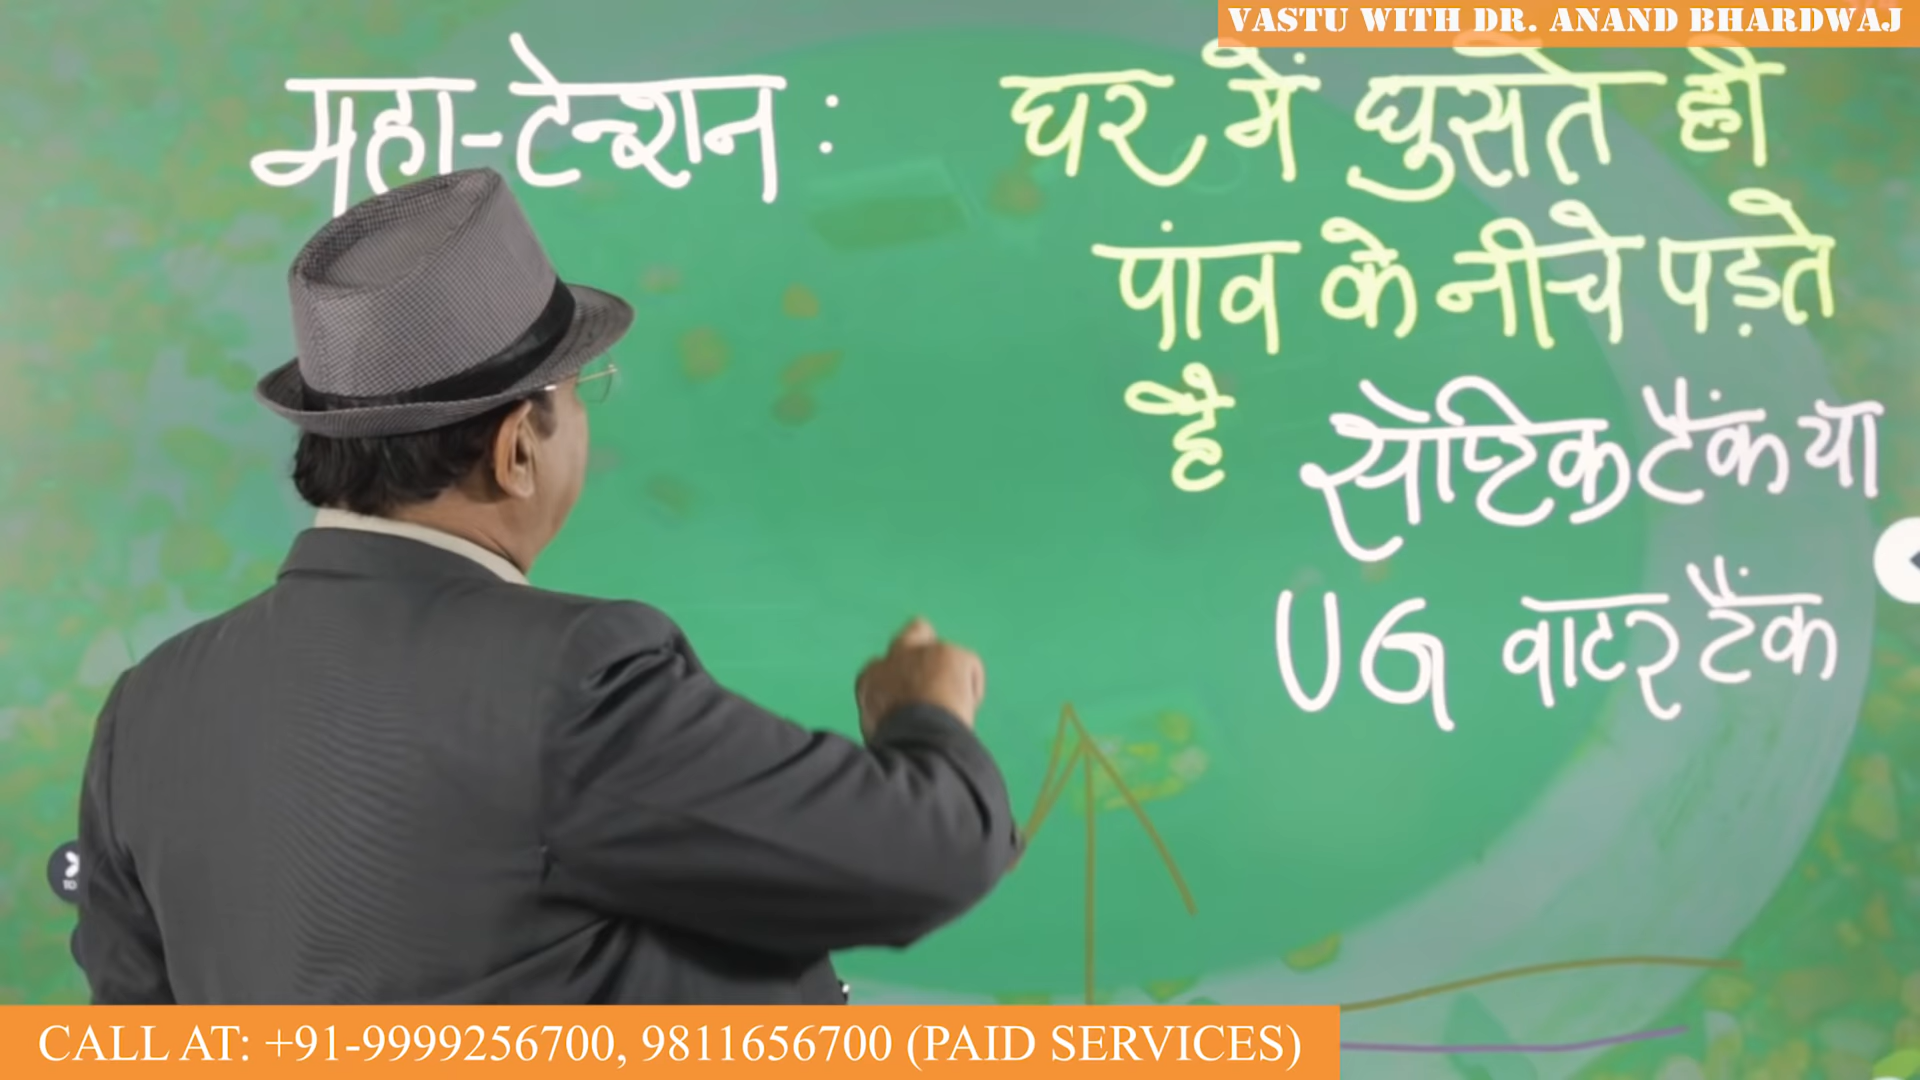 VASTU WITH DR. ANAND BHARDWAJ
महा-टेन्शन :
घर में घुसते ही
पांव के नीचे पड़ते
है सेप्टिक टैंक या
UG वाटर टैंक
CALL AT: +91-9999256700, 9811656700 (PAID SERVICES)